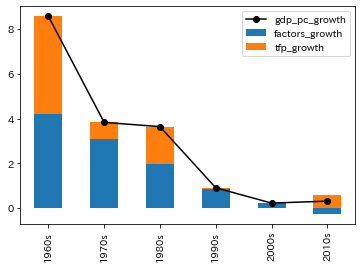 gdp_pc_growth
factors_growth
tfp_growth
8
6
4
2
0
1960s
1970s
1980s
1990s
2000s
2010s